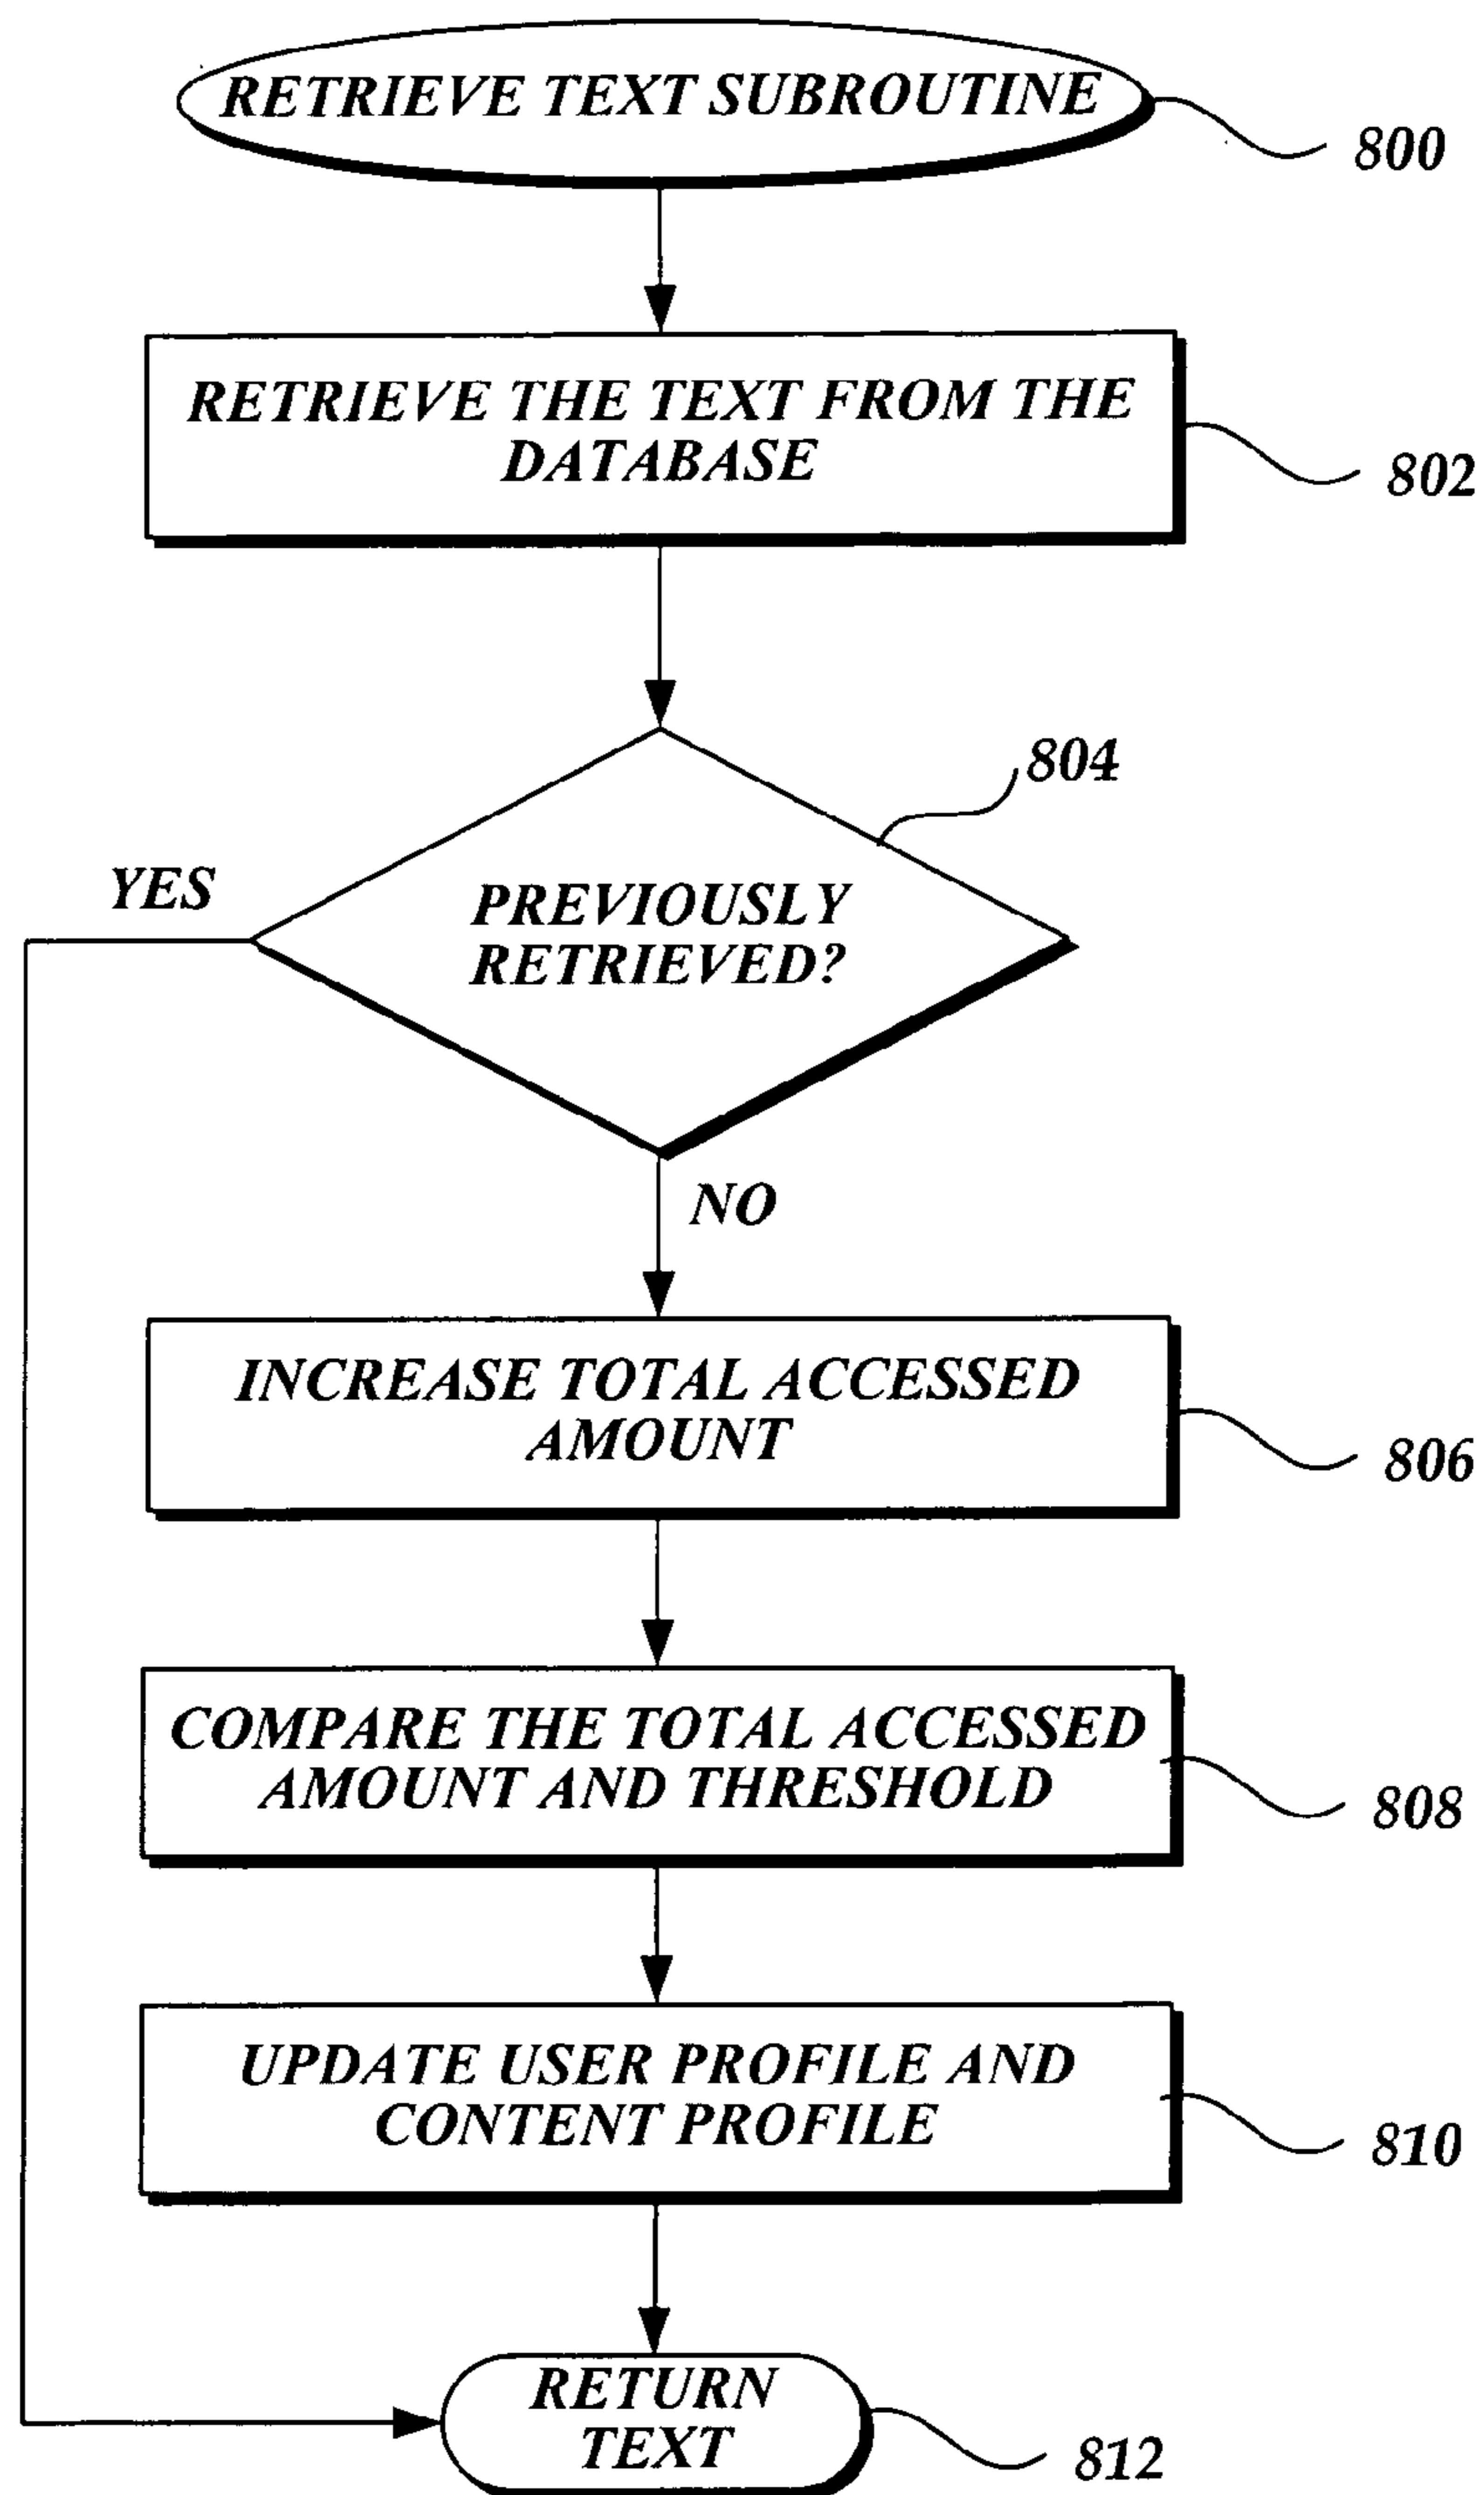 RETRIEVE TEXT SUBROUTINE
800
RETRIEVE THE TEXT FROM THE
DATABASE
802
804
YES
PREVIOUSLY
RETRIEVED?
NO
INCREASE TOTAL ACCESSED
AMOUNT
806
COMPARE THE TOTAL ACCESSED
AMOUNT AND THRESHOLD
808
UPDATE USER PROFILE AND
CONTENT PROFILE
810
RETURN
TEXT
812